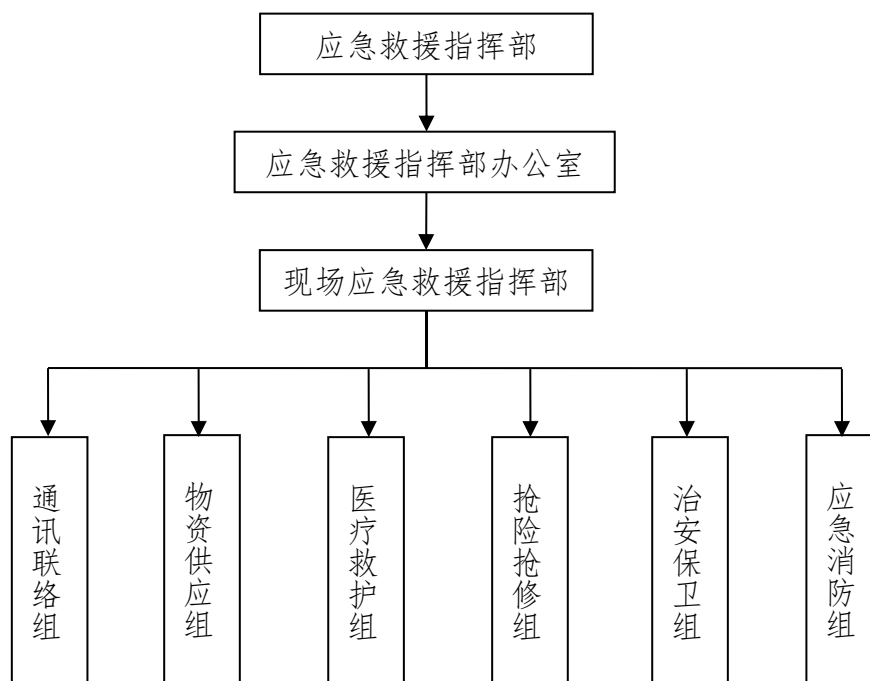 应急救援指挥部
应急救援指挥部办公室
现场应急救援指挥部
通讯联络组
物资供应组
医疗救护组
抢险抢修组
治安保卫组
应急消防组